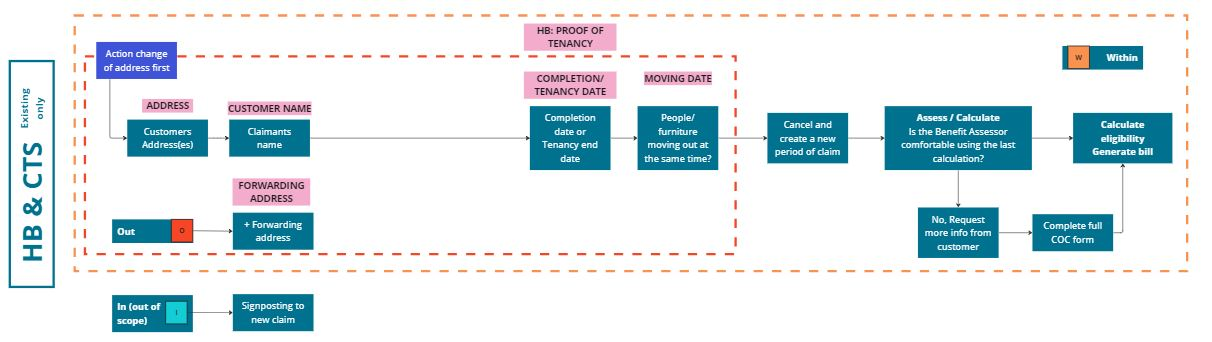 HB & CTS
Existing
only
HB: PROOF OF
TENANCY
Action change
of address first
W
Within
COMPLETION/
TENANCY DATE
MOVING DATE
ADDRESS
CUSTOMER NAME
Customers
Address(es)
Claimants
name
Completion
date or
Tenancy end
date
People/
furniture
moving out at
the same time?
Cancel and
create a new
period of claim
Assess / Calculate
Is the Benefit Assessor
comfortable using the last
calculation?
Calculate
eligibility
Generate bill
FORWARDING
ADDRESS
Out
O
+ Forwarding
address
No, Request
more info from
customer
Complete full
COC form
In (out of
scope)
I
Signposting to
new claim